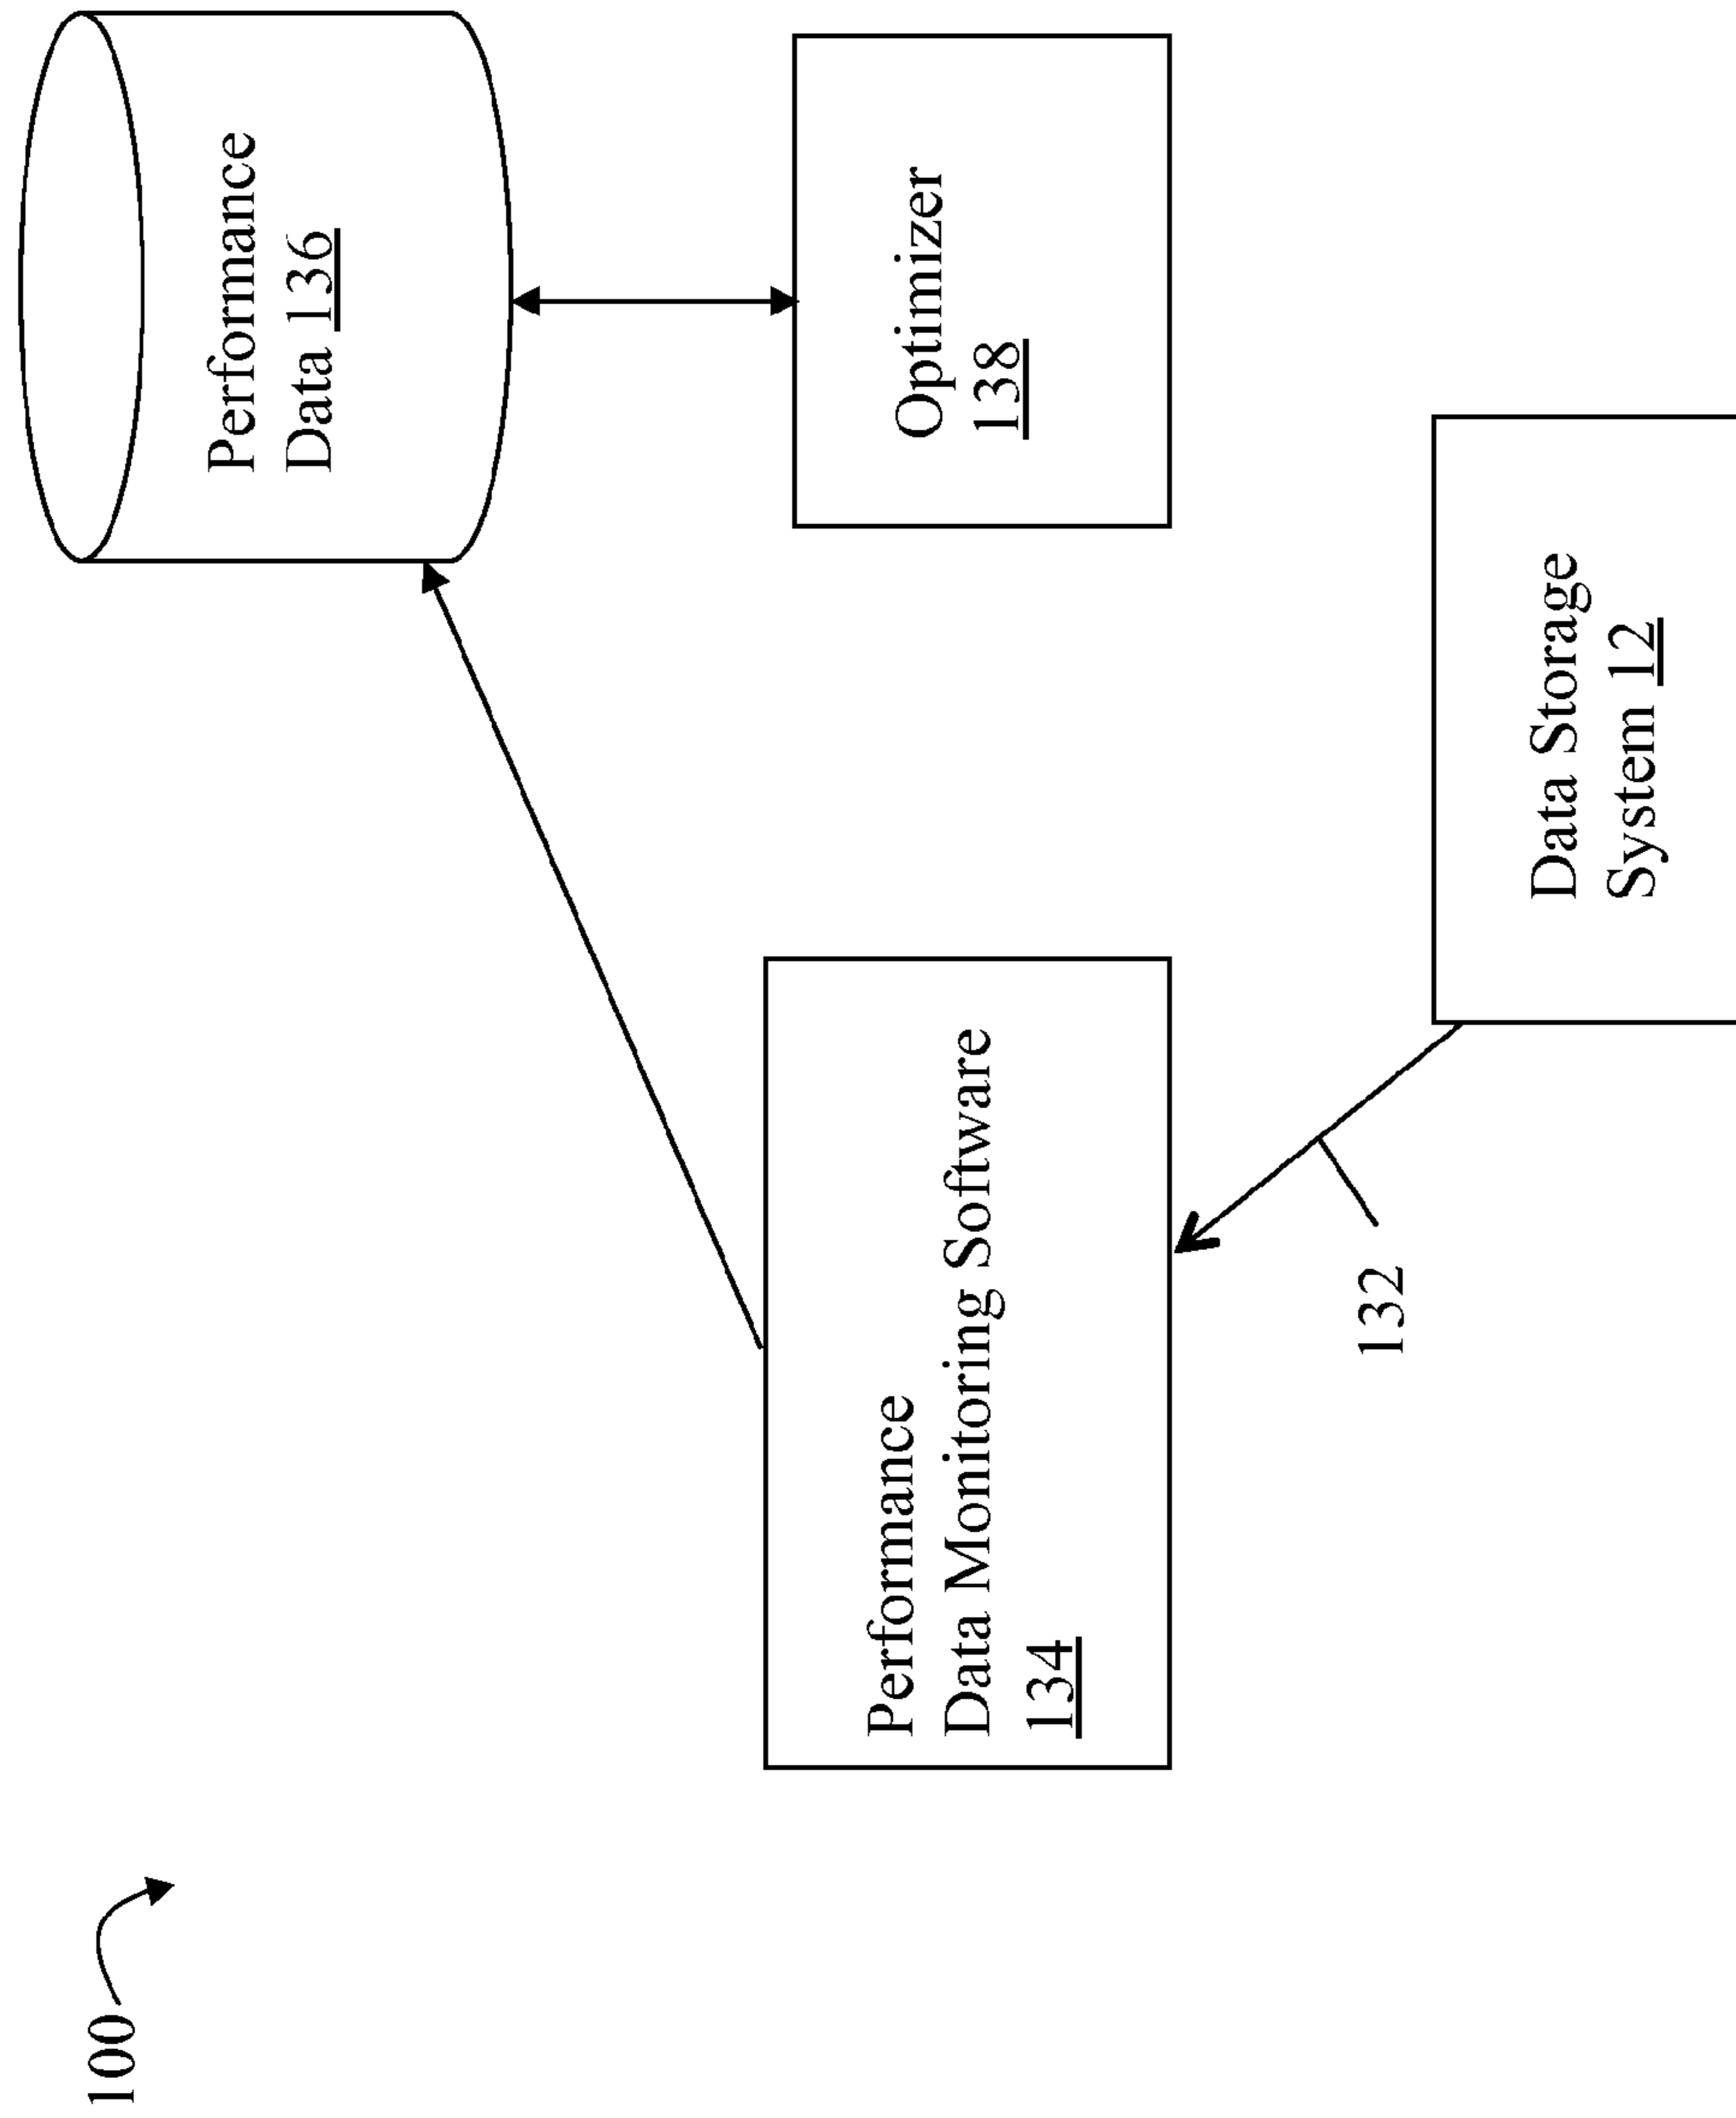 100
Performance
Data 136
Performance
Data Monitoring Software
134
Optimizer
138
132
Data Storage
System 12